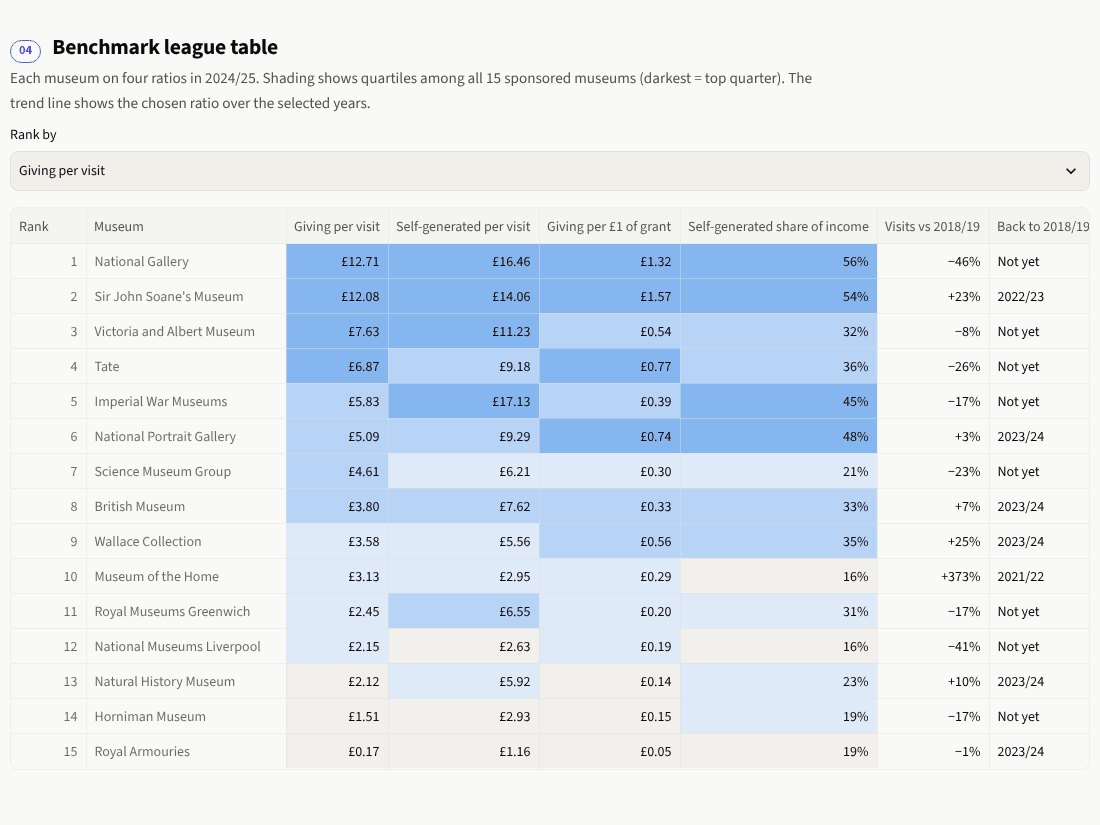 04 Benchmark league table
Each museum on four ratios in 2024/25. Shading shows quartiles among all 15 sponsored museums (darkest = top quarter). The
trend line shows the chosen ratio over the selected years.
Rank by
Giving per visit
Rank Museum Giving per visit Self-generated per visit Giving per £1 of grant Self-generated share of income Visits vs 2018/19 Back to 2018/19
1 National Gallery £12.71 £16.46 £1.32 56% −46% Not yet
2 Sir John Soane's Museum £12.08 £14.06 £1.57 54% +23% 2022/23
3 Victoria and Albert Museum £7.63 £11.23 £0.54 32% −8% Not yet
4 Tate £6.87 £9.18 £0.77 36% −26% Not yet
5 Imperial War Museums £5.83 £17.13 £0.39 45% −17% Not yet
6 National Portrait Gallery £5.09 £9.29 £0.74 48% +3% 2023/24
7 Science Museum Group £4.61 £6.21 £0.30 21% −23% Not yet
8 British Museum £3.80 £7.62 £0.33 33% +7% 2023/24
9 Wallace Collection £3.58 £5.56 £0.56 35% +25% 2023/24
10 Museum of the Home £3.13 £2.95 £0.29 16% +373% 2021/22
11 Royal Museums Greenwich £2.45 £6.55 £0.20 31% −17% Not yet
12 National Museums Liverpool £2.15 £2.63 £0.19 16% −41% Not yet
13 Natural History Museum £2.12 £5.92 £0.14 23% +10% 2023/24
14 Horniman Museum £1.51 £2.93 £0.15 19% −17% Not yet
15 Royal Armouries £0.17 £1.16 £0.05 19% −1% 2023/24